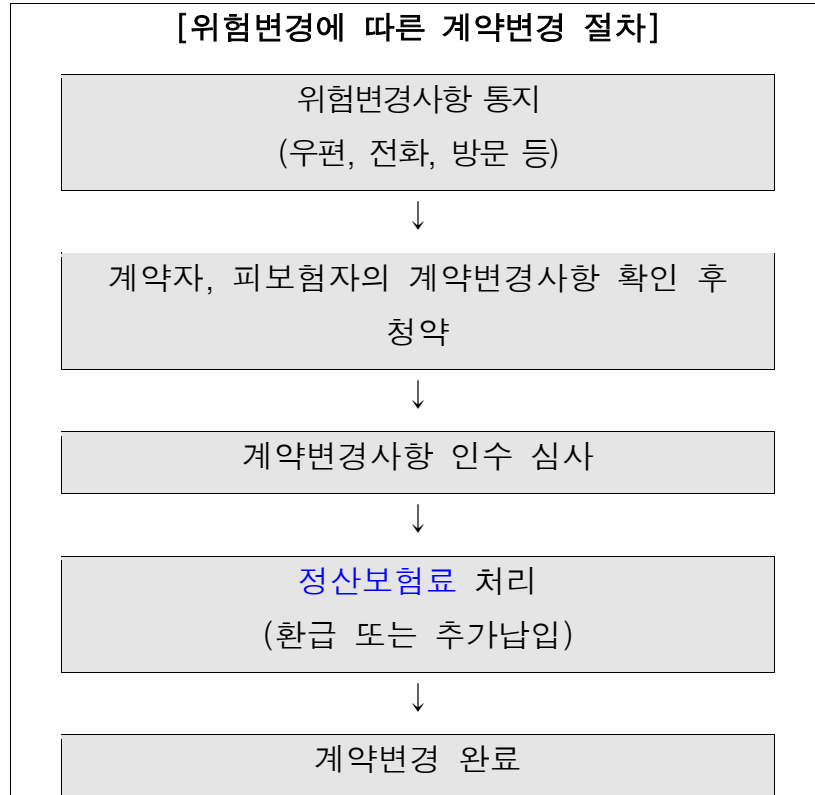 [위험변경에 따른 계약변경 절차]
위험변경사항 통지
(우편, 전화, 방문 등)
↓
계약자, 피보험자의 계약변경사항 확인 후
청약
↓
계약변경사항 인수 심사
↓
정산보험료 처리
(환급 또는 추가납입)
↓
계약변경 완료